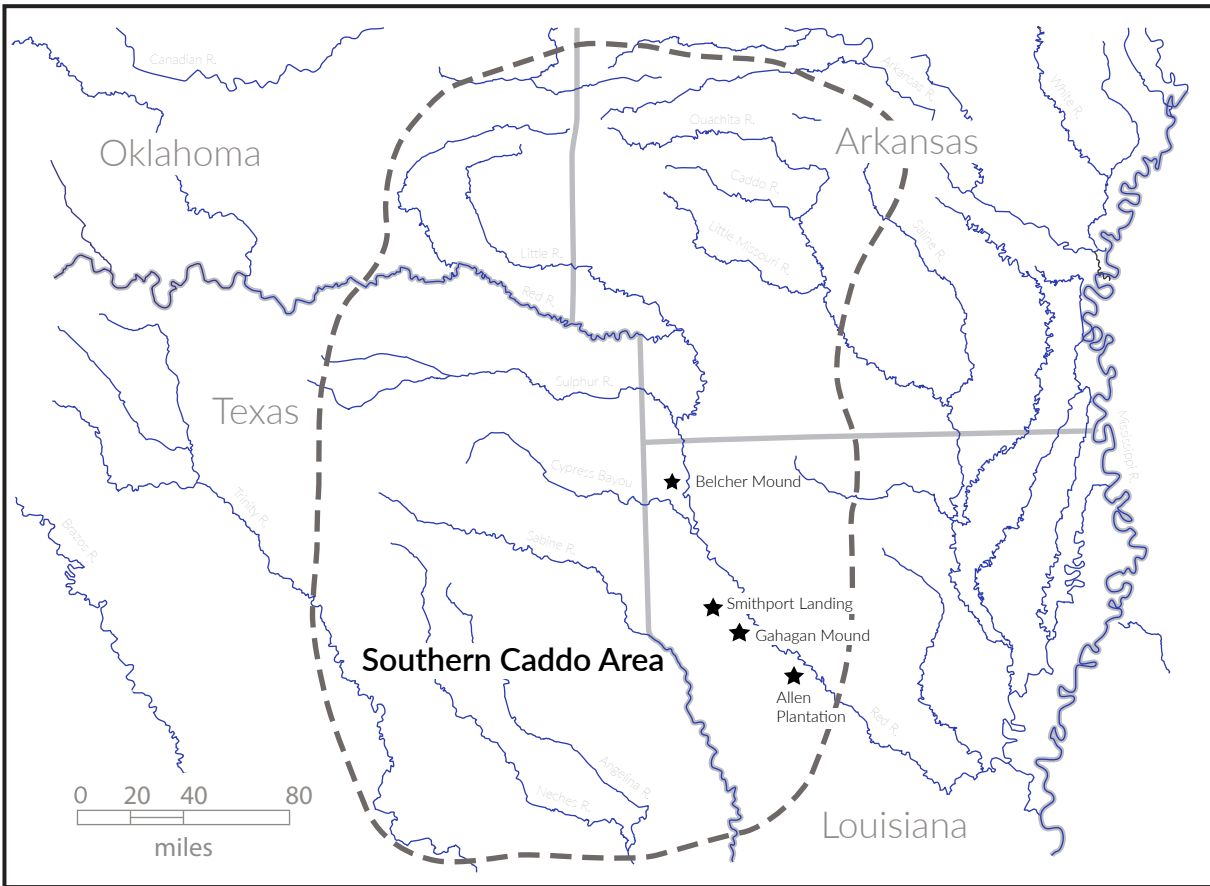 Canadian R.
Arkansas R.
White R.
Oklahoma
Ouachita R.
Arkansas
Caddo R.
Little Missouri R.
Saline R.
Little R.
Red R.
Sulphur R.
Texas
Mississippi R.
Cypress Bayou
Belcher Mound
Trinity R.
Brazos R.
Sabine R.
Smithport Landing
Gahagan Mound
Southern Caddo Area
Allen
Plantation
Red R.
Angelina R.
Neches R.
0 20 40 80
miles
Louisiana